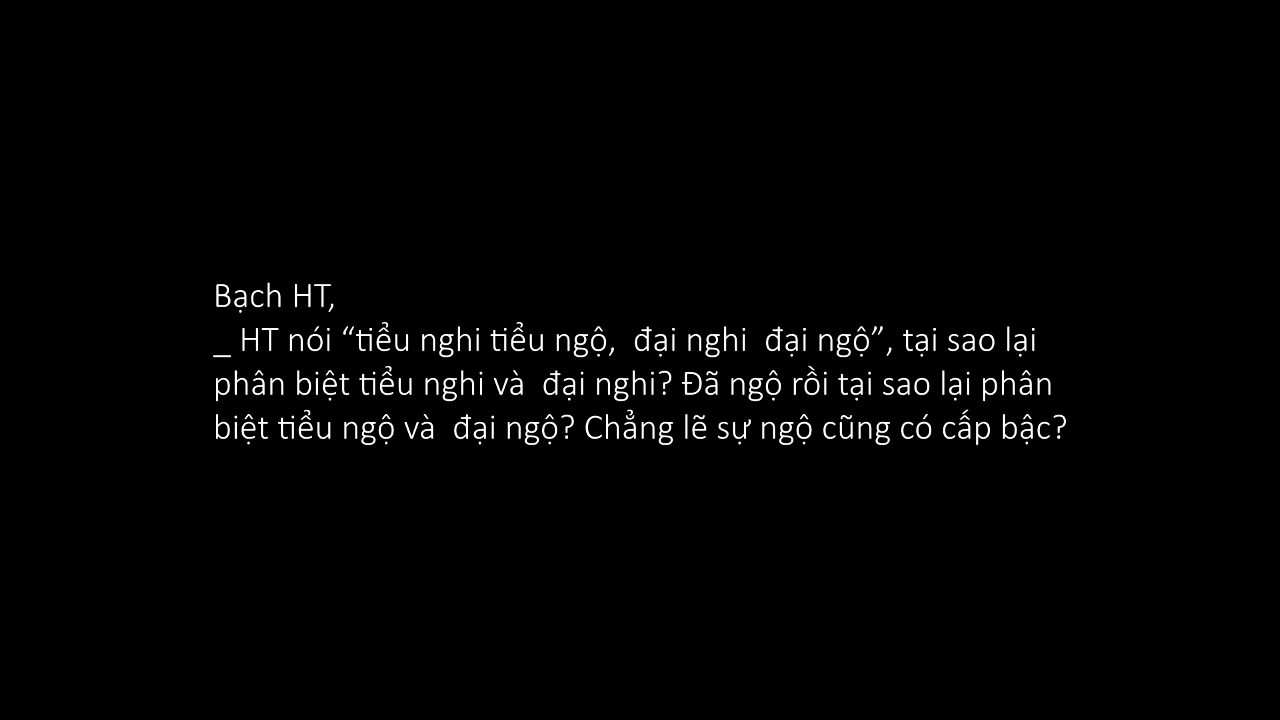 Bạch HT,
_ HT nói “tiểu nghi tiểu ngộ, đại nghi đại ngộ”, tại sao lại
phân biệt tiểu nghi và đại nghi? Đã ngộ rồi tại sao lại phân
biệt tiểu ngộ và đại ngộ? Chẳng lẽ sự ngộ cũng có cấp bậc?